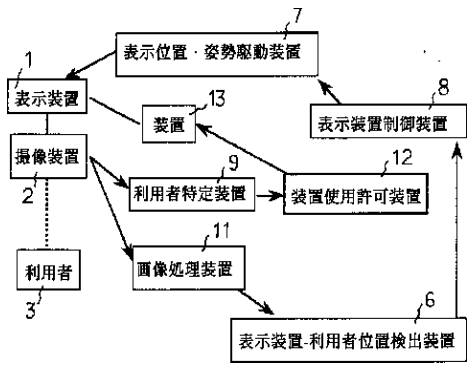 7
表示位置・姿勢駆動装置
1
表示装置
13
装置
8
表示装置制御装置
撮像装置
2
9
利用者特定装置
12
装置使用許可装置
11
画像処理装置
利用者
3
6
表示装置-利用者位置検出装置